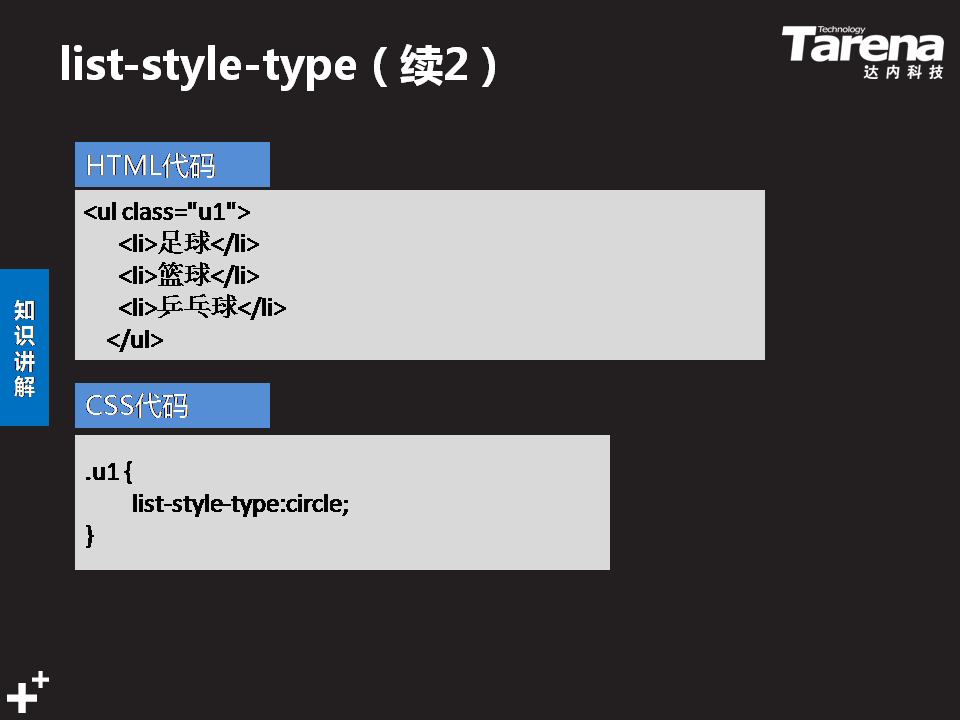 list-style-type（续2）
Technology
Tarena
达内科技
HTML代码
<ul class="u1">
<li>足球</li>
<li>篮球</li>
<li>乒乓球</li>
</ul>
知识讲解
CSS代码
.u1 {
list-style-type:circle;
}